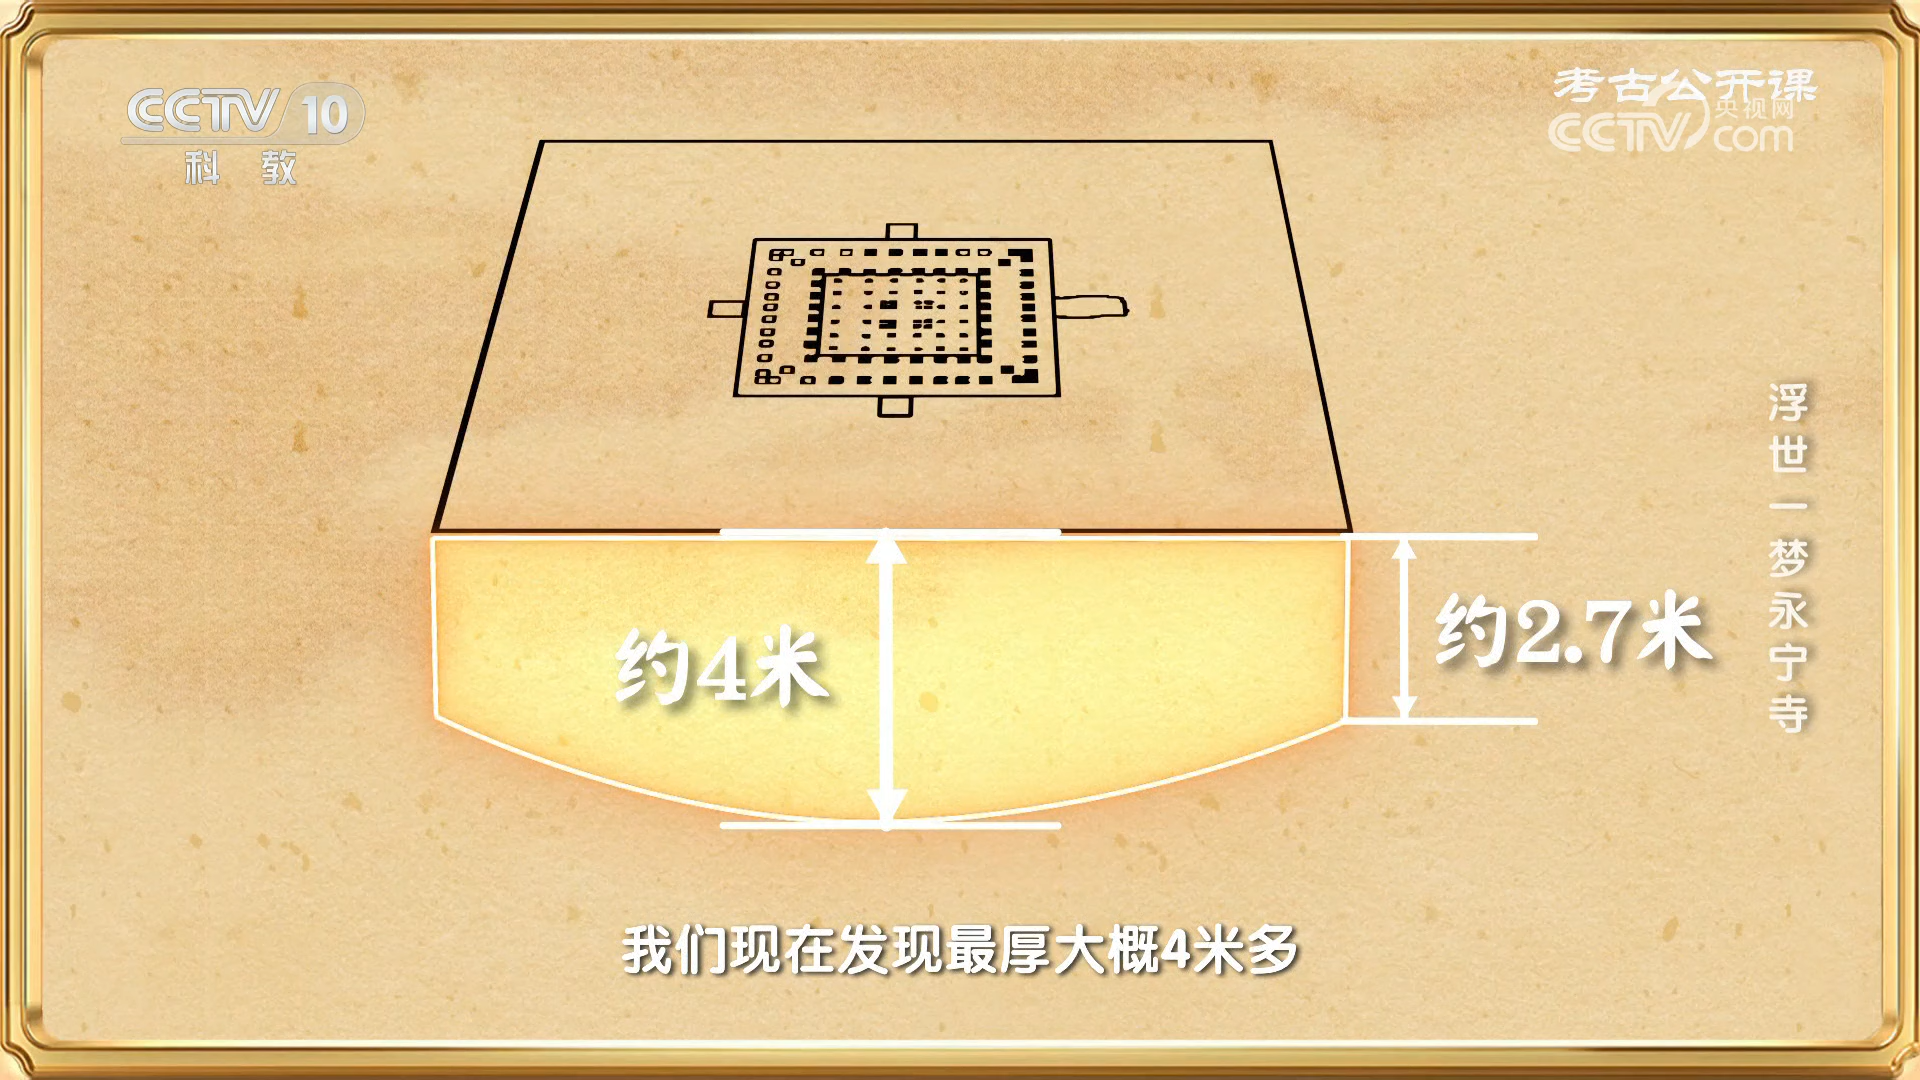 CCTV 10
科 教
考古公开课
央视网
CCTV.com
浮世一梦永宁寺
约4米
约2.7米
我们现在发现最厚大概4米多